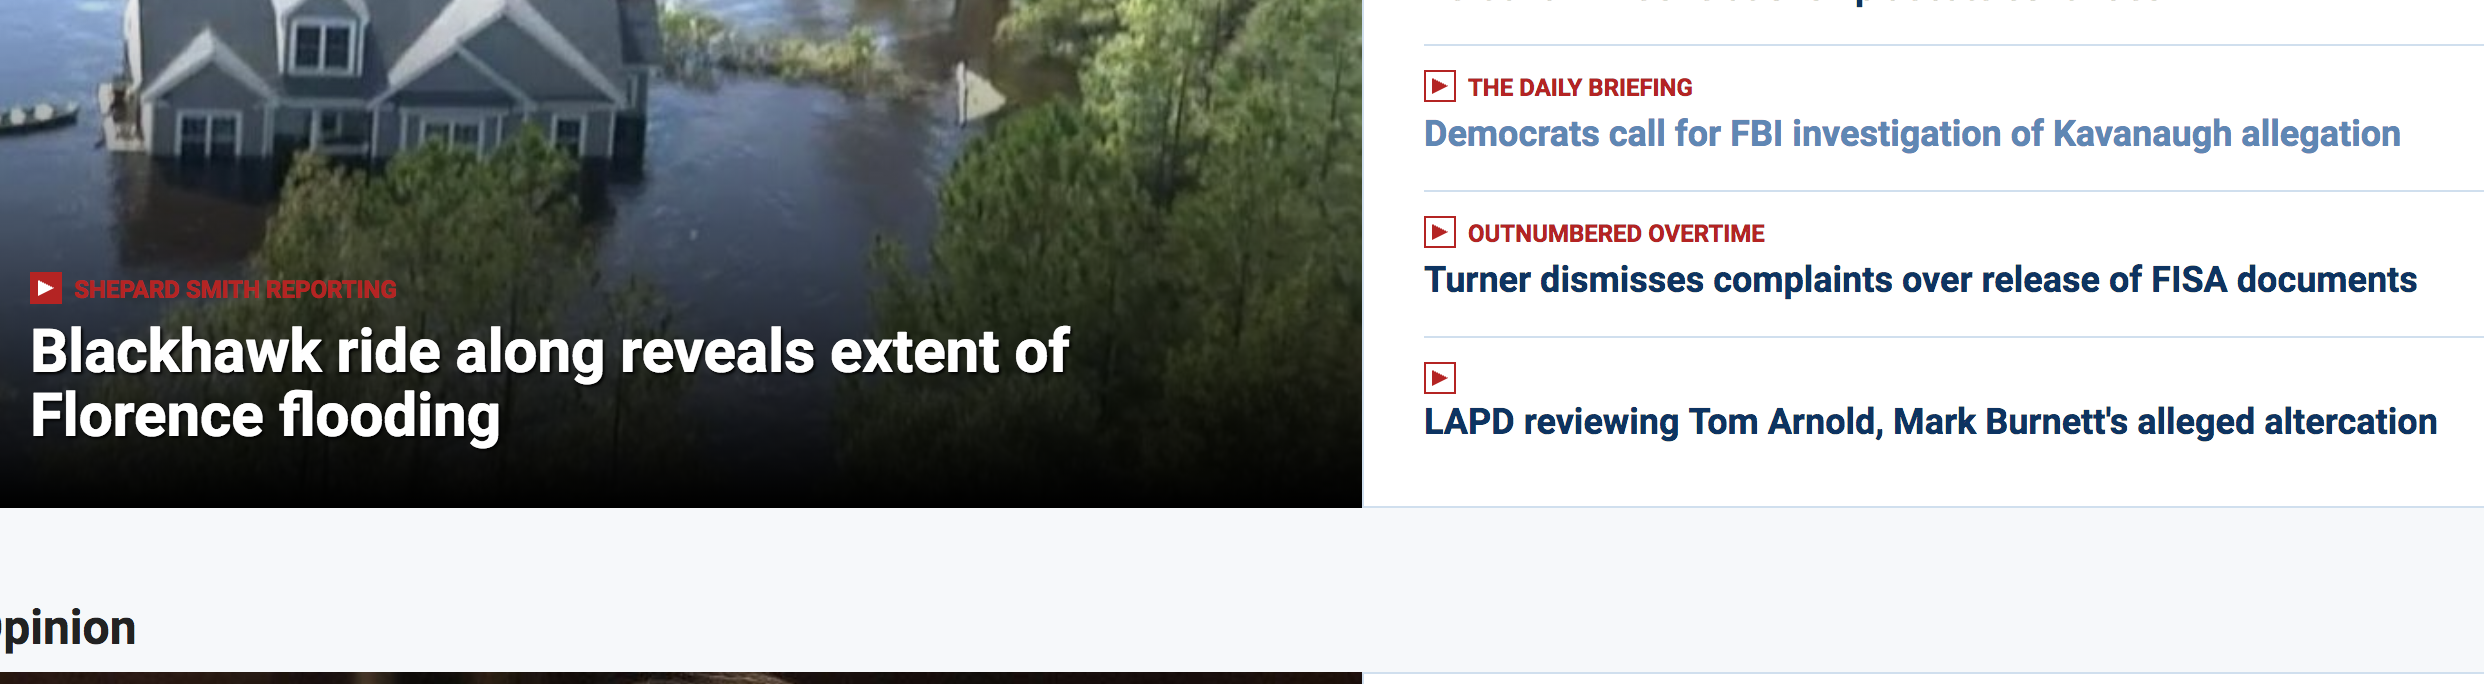 SHEPARD SMITH REPORTING
Blackhawk ride along reveals extent of
Florence flooding
THE DAILY BRIEFING
Democrats call for FBI investigation of Kavanaugh allegation
OUTNUMBERED OVERTIME
Turner dismisses complaints over release of FISA documents
LAPD reviewing Tom Arnold, Mark Burnett's alleged altercation
pinion